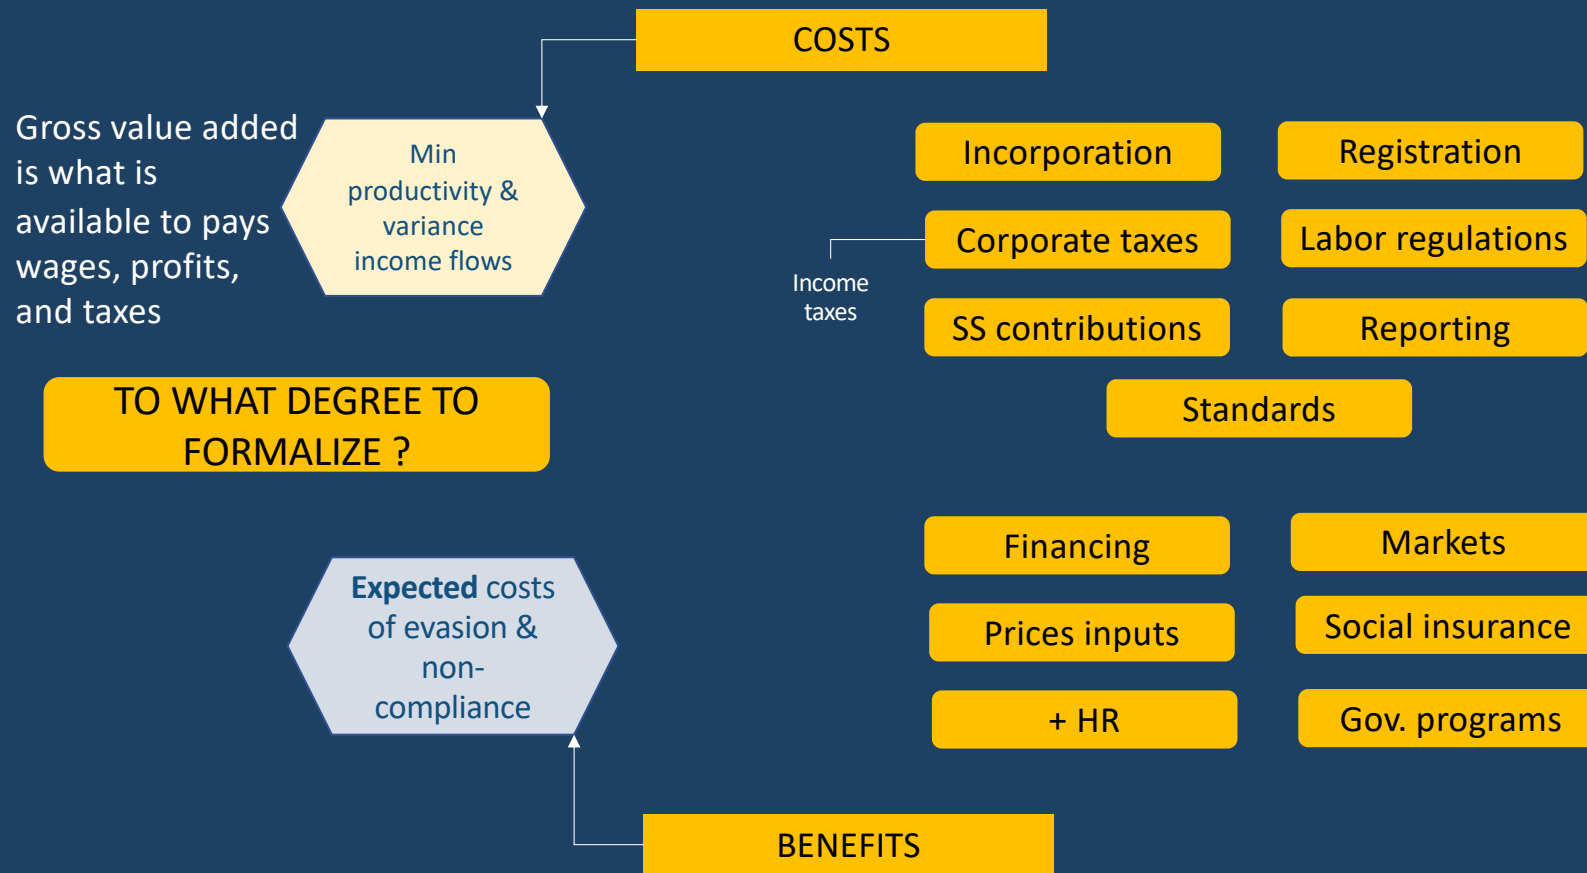 COSTS
Gross value added
is what is
available to pays
wages, profits,
and taxes
Min
productivity &
variance
income flows
Incorporation
Registration
Corporate taxes
Labor regulations
Income
taxes
SS contributions
Reporting
Standards
TO WHAT DEGREE TO
FORMALIZE ?
Expected costs
of evasion &
non-
compliance
Financing
Markets
Prices inputs
Social insurance
+ HR
Gov. programs
BENEFITS